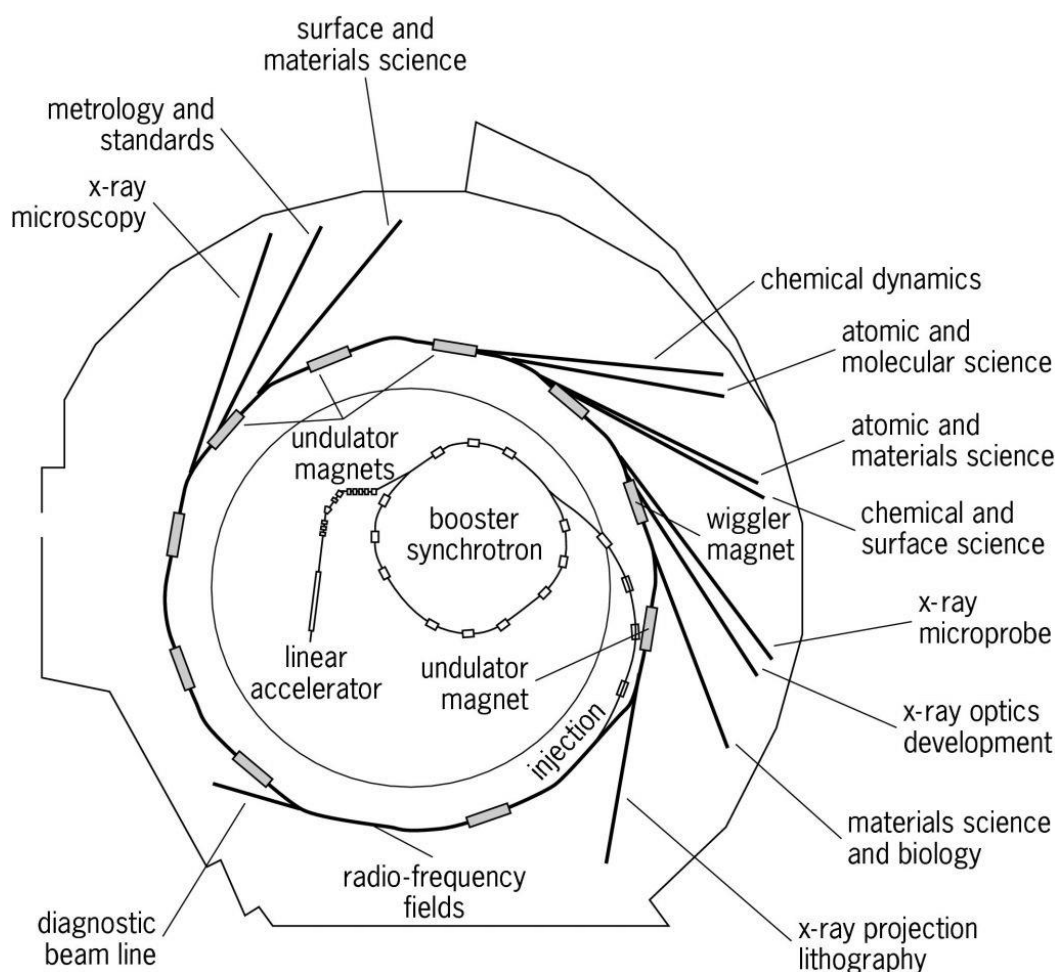 surface and
materials science
metrology and
standards
x-ray
microscopy
chemical dynamics
atomic and
molecular science
undulator
magnets
atomic and
materials science
booster
synchrotron
wiggler
magnet
chemical and
surface science
linear
accelerator
undulator
magnet
x-ray
microprobe
injection
x-ray optics
development
materials science
and biology
radio-frequency
fields
diagnostic
beam line
x-ray projection
lithography